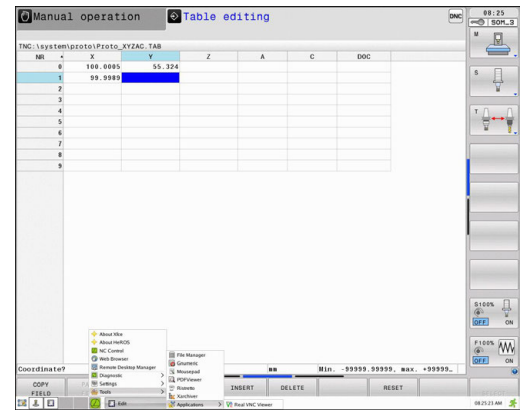 Manual operation
Table editing
DNC
08:25
SOM_3
TNC:\system\proto\Proto_XYZAC.TAB
NR X Y Z A C DOC
0 100.0005 55.324
1 99.9989
2
3
4
5
6
7
8
9
M
S
T
S100%
OFF ON
F100%
OFF ON
About Xfce
About HeROS
NC Control
Web Browser
Remote Desktop Manager
Diagnostic
Settings
Tools
Exit
File Manager
Gnumeric
Mousepad
PDFViewer
Ristretto
Xarchiver
Applications
Real VNC Viewer
Coordinate?
Min. -99999.99999, max. +99999…
COPY
FIELD
INSERT
DELETE
RESET
08:25:23 AM